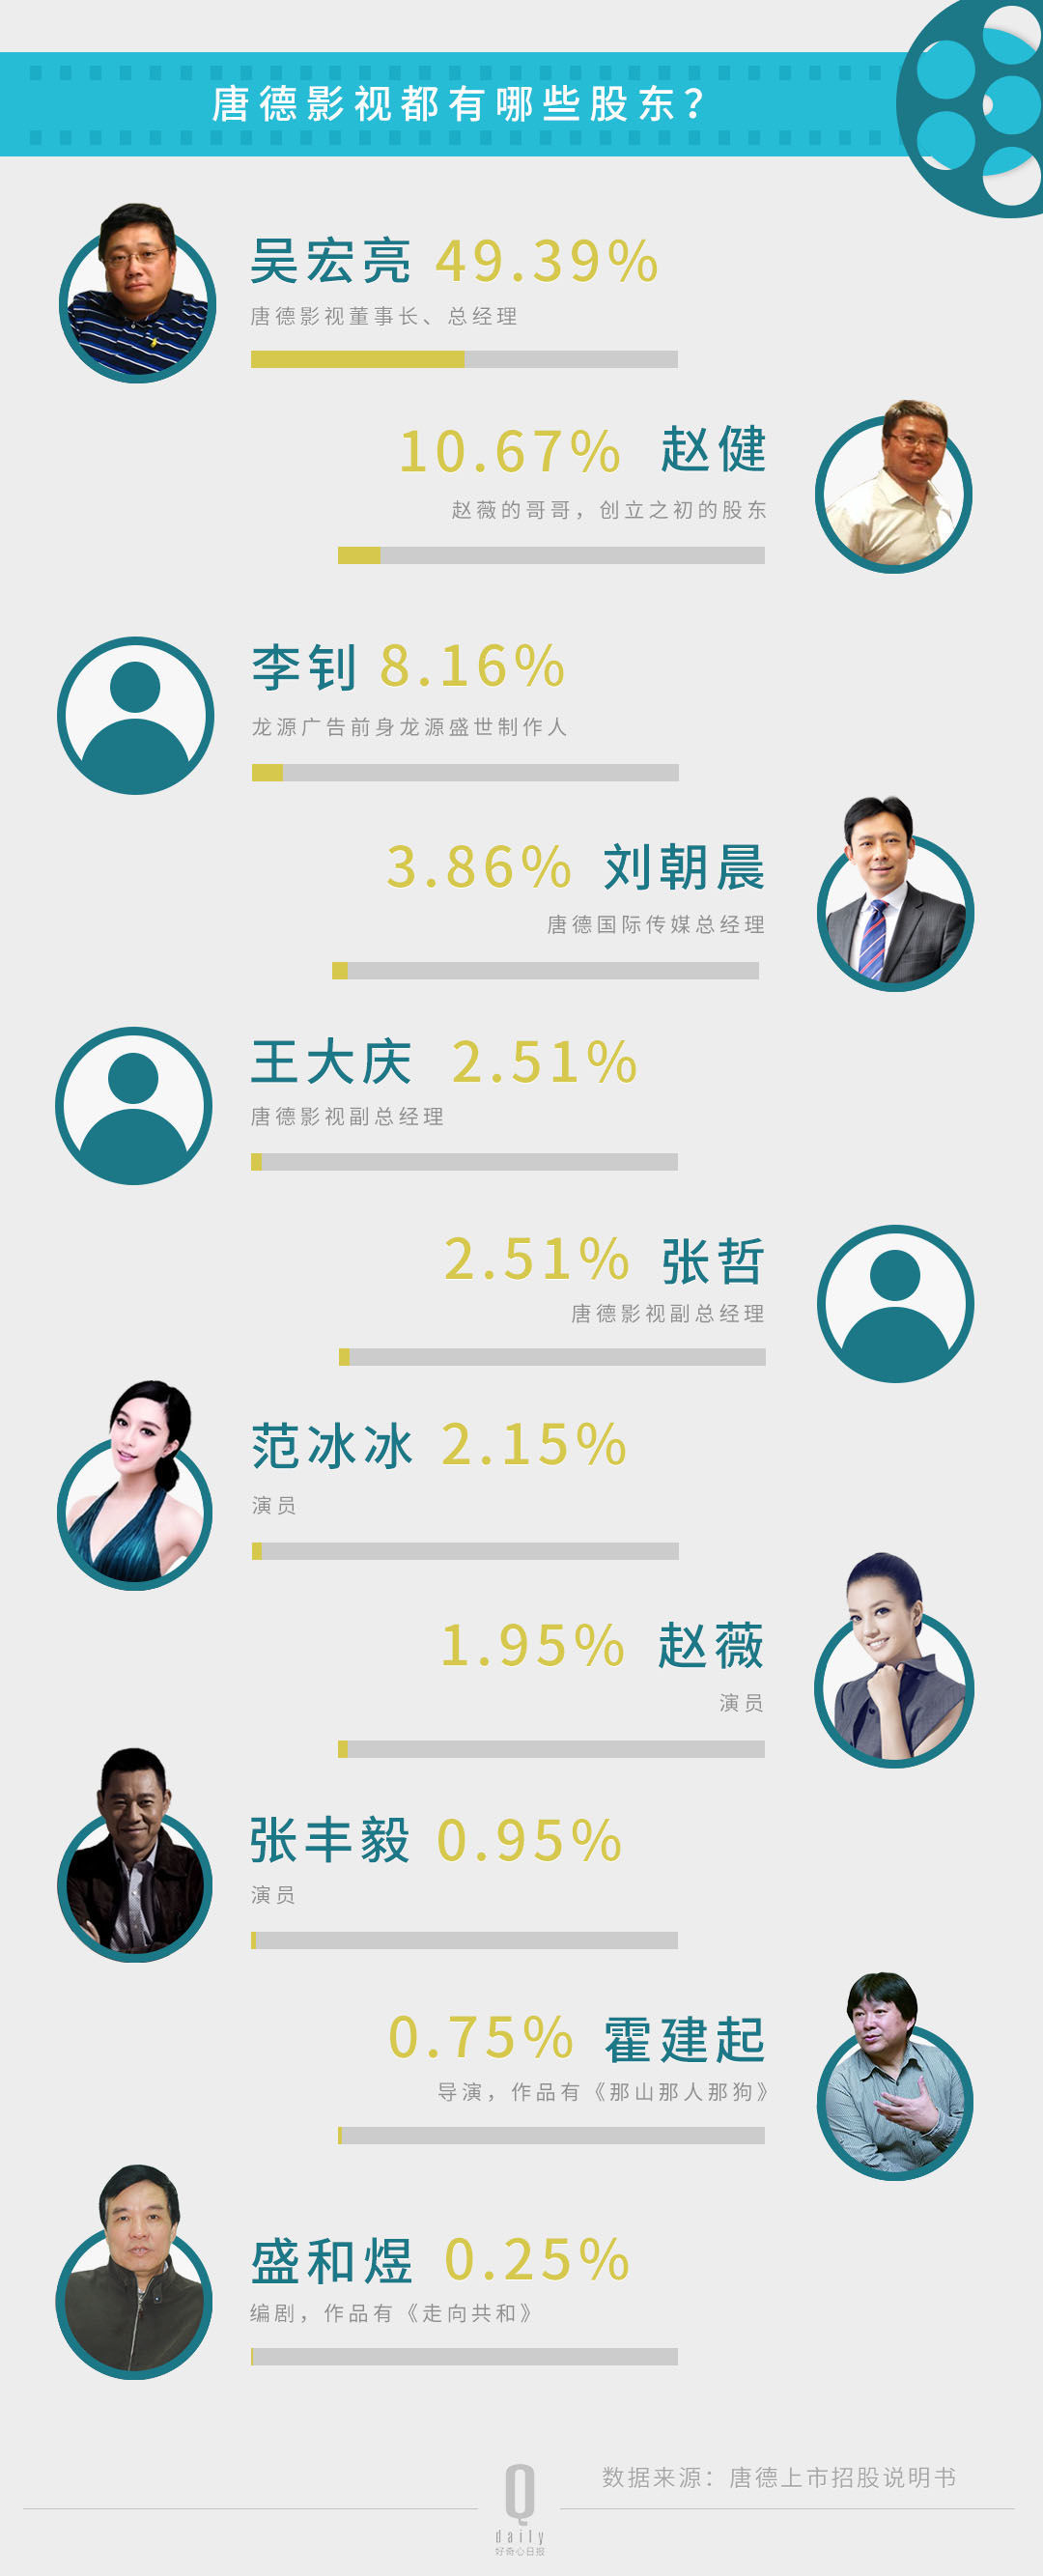 唐德影视都有哪些股东？
吴宏亮 49.39%
唐德影视董事长、总经理
10.67% 赵健
赵薇的哥哥，创立之初的股东
李钊 8.16%
龙源广告前身龙源盛世制作人
3.86% 刘朝晨
唐德国际传媒总经理
王大庆 2.51%
唐德影视副总经理
2.51% 张哲
唐德影视副总经理
范冰冰 2.15%
演员
1.95% 赵薇
演员
张丰毅 0.95%
演员
0.75% 霍建起
导演，作品有《那山那人那狗》
盛和煜 0.25%
编剧，作品有《走向共和》
数据来源：唐德上市招股说明书
Q
daily
好奇心日报